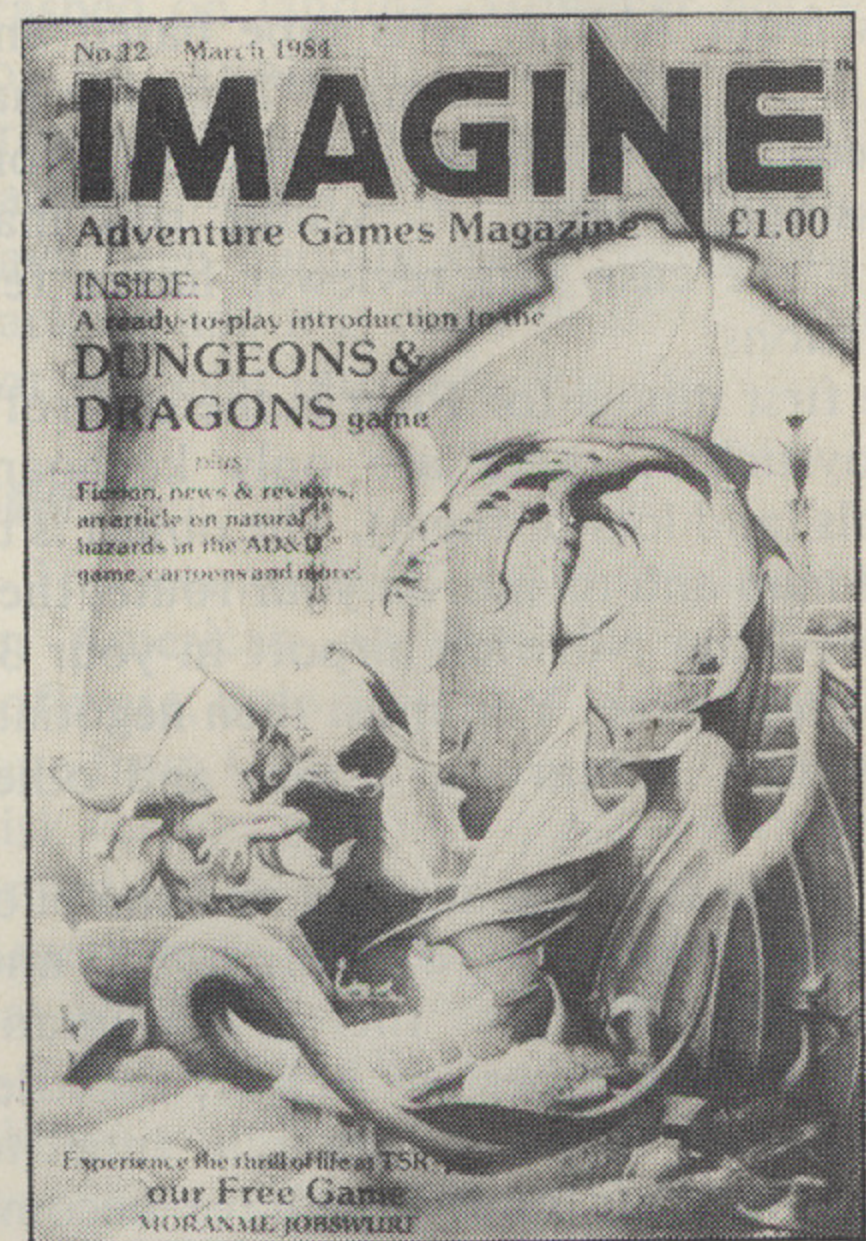 No.12 March 1984
IMAGINE
Adventure Games Magazine £1.00
INSIDE:
A ready-to-play introduction to the
DUNGEONS &
DRAGONS game
plus
Fiction, news & reviews,
an article on natural
hazards in the AD&D™
game, cartoons and more!
Experience the thrill of life at TSR
our Free Game